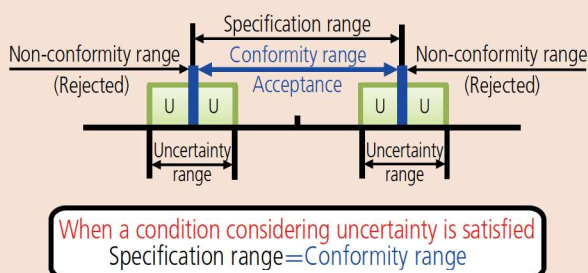 Specification range
Non-conformity range
Conformity range
Non-conformity range
(Rejected)
Acceptance
(Rejected)
U
U
U
U
Uncertainty
range
Uncertainty
range
When a condition considering uncertainty is satisfied
Specification range=Conformity range